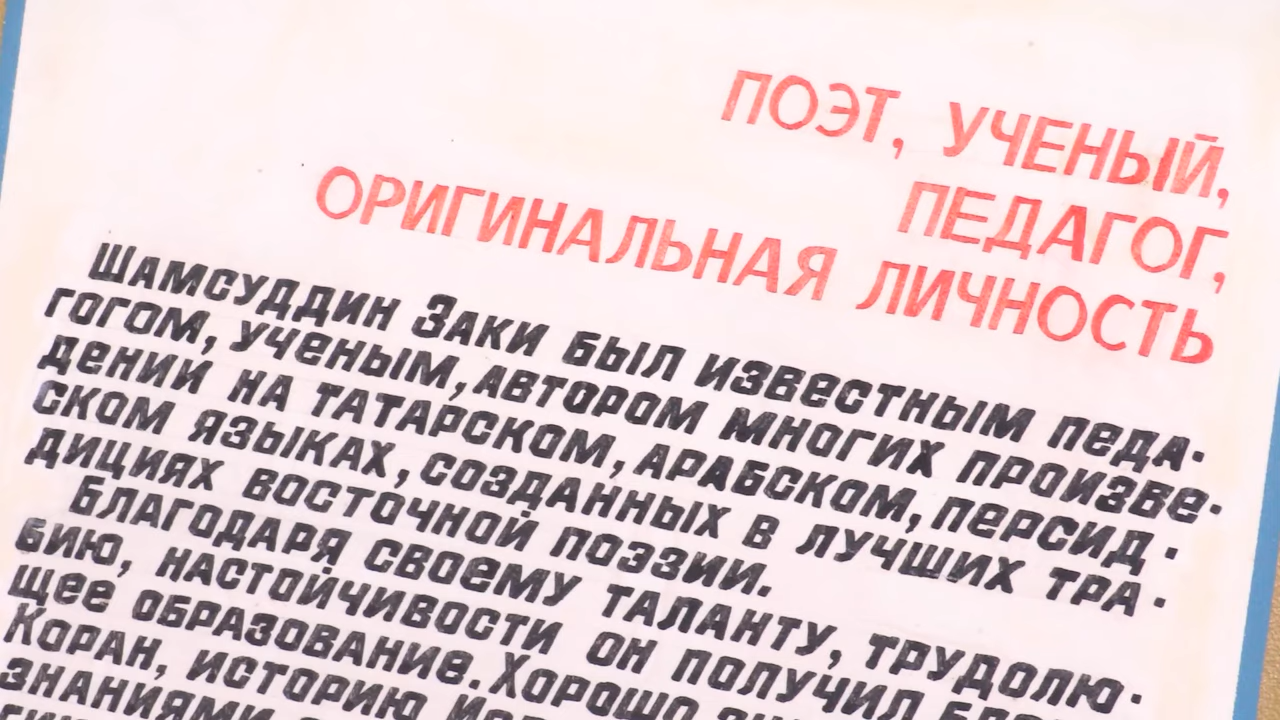 ПОЭТ, УЧЕНЫЙ,
ПЕДАГОГ,
ОРИГИНАЛЬНАЯ ЛИЧНОСТЬ
ШАМСУДДИН ЗАКИ БЫЛ ИЗВЕСТНЫМ ПЕДА-
ГОГОМ, УЧЕНЫМ, АВТОРОМ МНОГИХ ПРОИЗВЕ-
ДЕНИЙ НА ТАТАРСКОМ, АРАБСКОМ, ПЕРСИД-
СКОМ ЯЗЫКАХ, СОЗДАННЫХ В ЛУЧШИХ ТРА-
ДИЦИЯХ ВОСТОЧНОЙ ПОЭЗИИ.
БЛАГОДАРЯ СВОЕМУ ТАЛАНТУ, ТРУДОЛЮ-
БИЮ, НАСТОЙЧИВОСТИ ОН ПОЛУЧИЛ
ЩЕЕ ОБРАЗОВАНИЕ. ХОРОШО
КОРАН, ИСТОРИЮ
ЗНАНИЯМИ